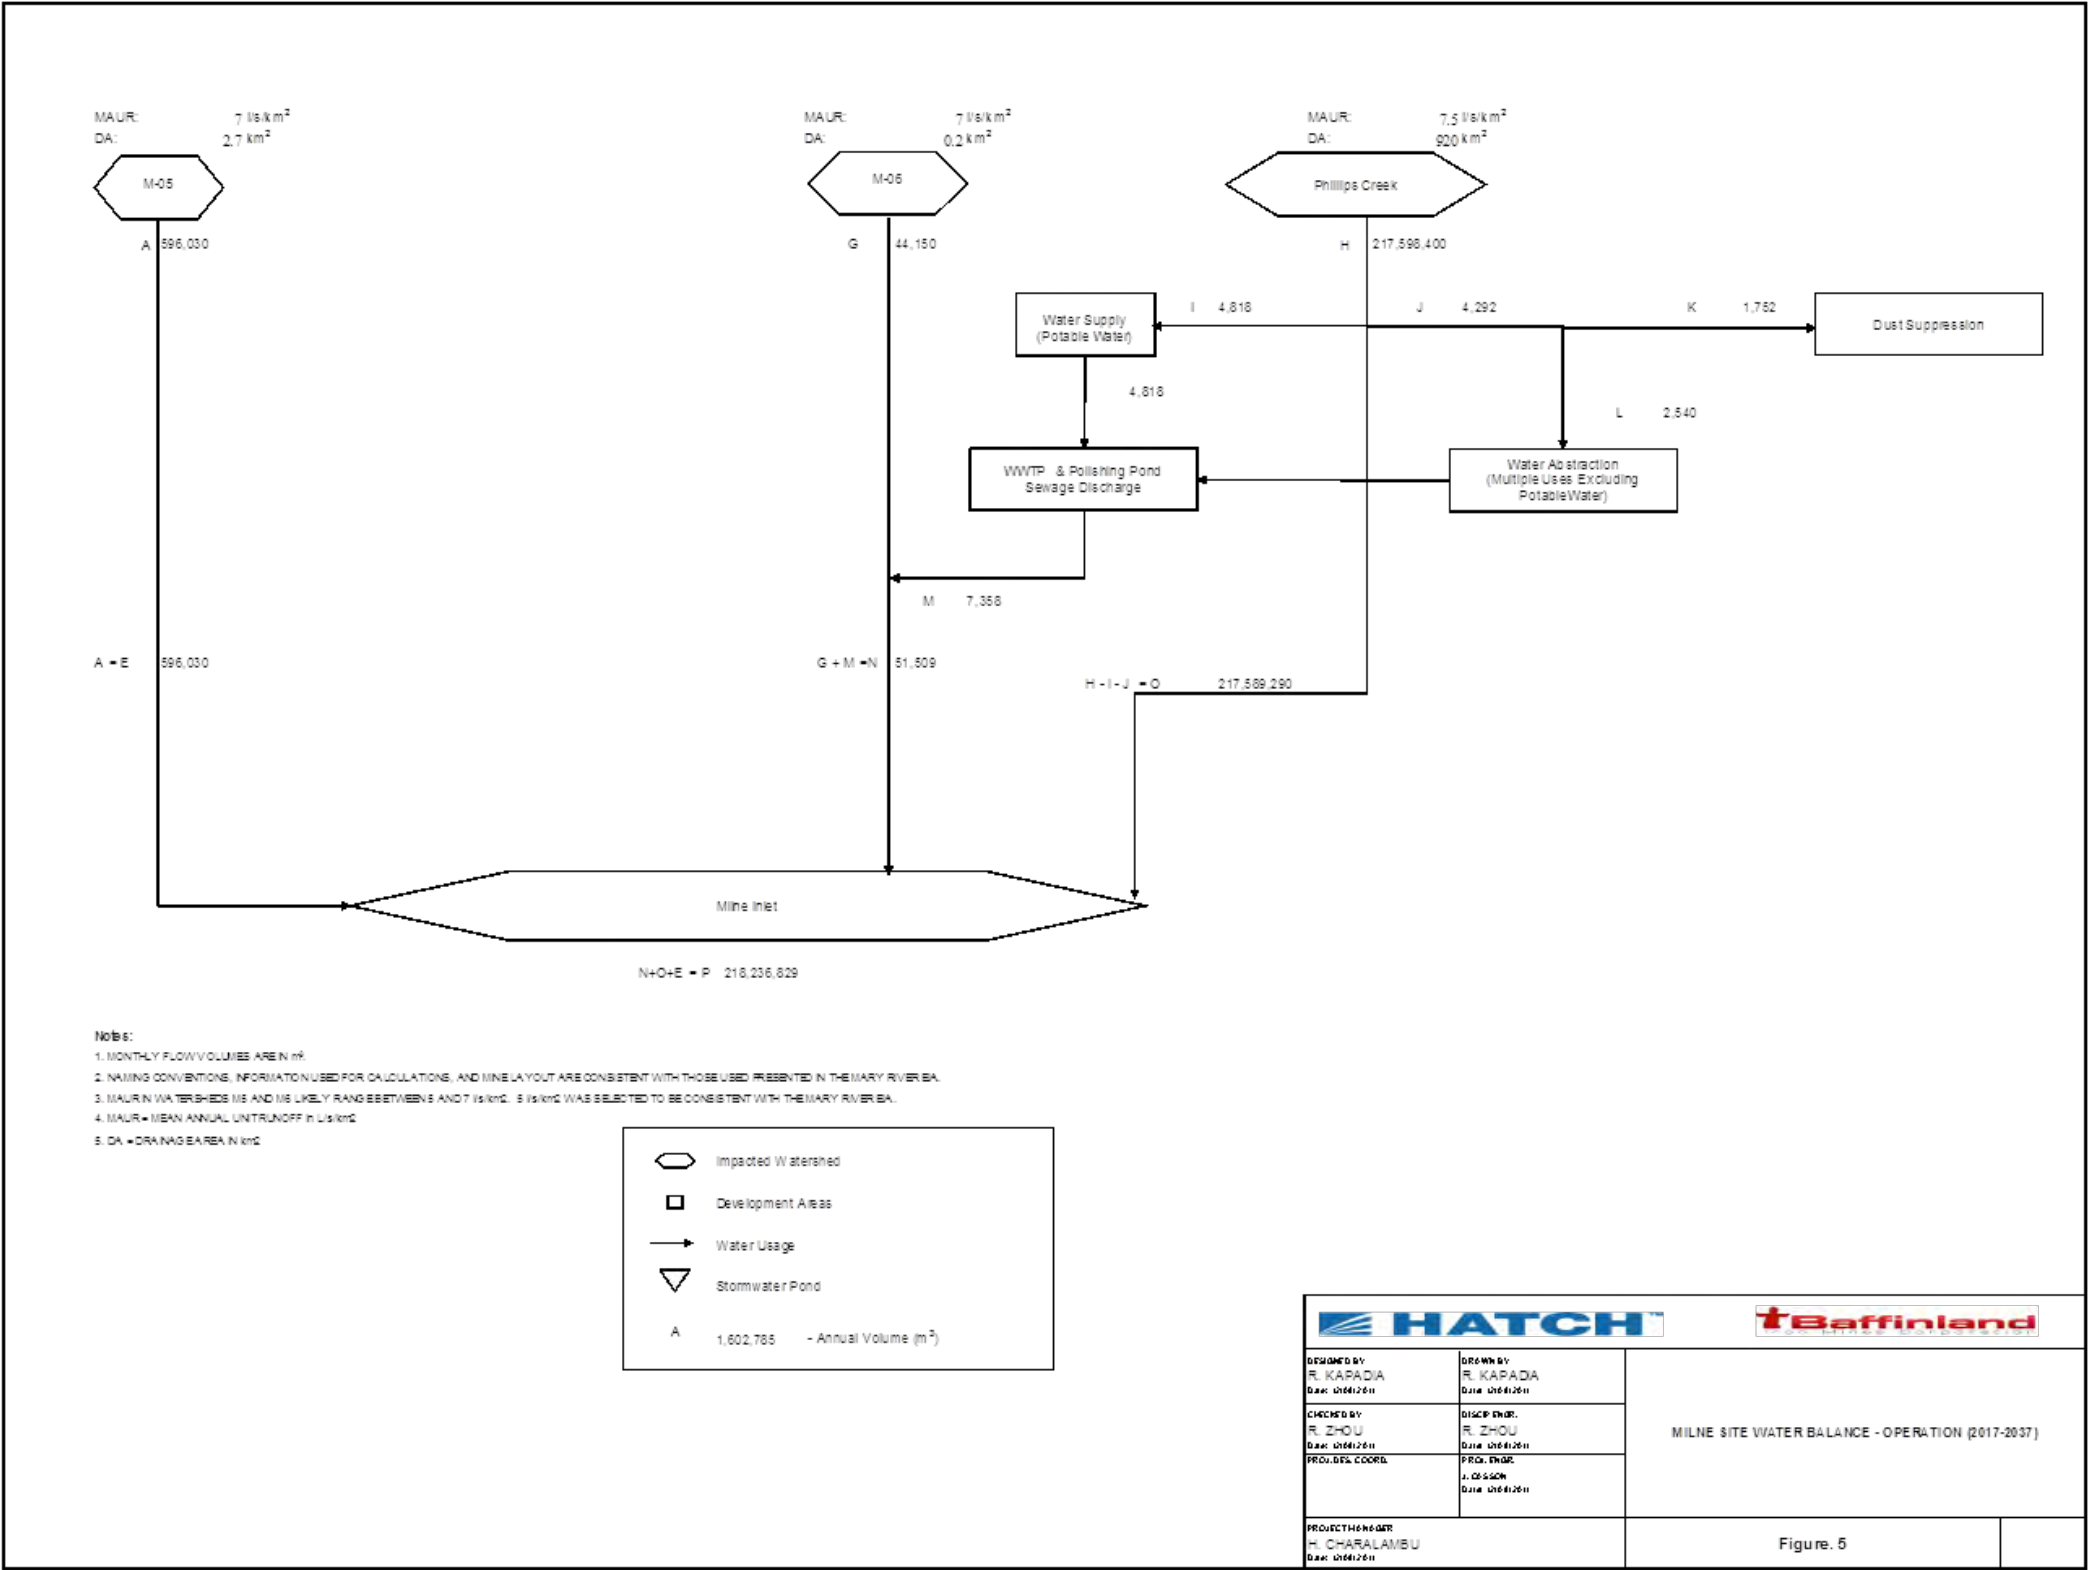 MAUR: 7 l/s/km²
DA: 2.7 km²
MAUR: 7 l/s/km²
DA: 0.2 km²
MAUR: 7.5 l/s/km²
DA: 920 km²
M-05
M-06
Phillips Creek
A 596,030
G 44,150
H 217,598,400
I 4,818
J 4,292
K 1,752
Water Supply
(Potable Water)
Dust Suppression
4,818
L 2,540
WWTP & Polishing Pond
Sewage Discharge
Water Abstraction
(Multiple Uses Excluding
Potable Water)
M 7,358
A = E 596,030
G + M =N 51,509
H - I - J = O 217,589,290
Milne Inlet
N+O+E = P 218,236,829
Notes:
1. MONTHLY FLOW VOLUMES ARE IN m³.
2. NAMING CONVENTIONS, INFORMATION USED FOR CALCULATIONS, AND MINE LAYOUT ARE CONSISTENT WITH THOSE USED PRESENTED IN THE MARY RIVER EIA.
3. MAUR IN WATERSHEDS M5 AND M6 LIKELY RANGE BETWEEN 5 AND 7 l/s/km2. 5 l/s/km2 WAS SELECTED TO BE CONSISTENT WITH THE MARY RIVER EIA.
4. MAUR = MEAN ANNUAL UNIT RUNOFF in L/s/km2
5. DA = DRAINAGE AREA IN km2
Impacted Watershed
Development Areas
Water Usage
Stormwater Pond
A 1,602,785 - Annual Volume (m³)
HATCH™
Baffinland
Iron Mines Corporation
DESIGNED BY
R. KAPADIA
DRAWN BY
R. KAPADIA
CHECKED BY
R. ZHOU
DISCIP. ENGR.
R. ZHOU
PROJ. DES. COORD.
PROJ. ENGR.
J. CASSON
MILNE SITE WATER BALANCE - OPERATION (2017-2037)
PROJECT MANAGER
H. CHARALAMBU
Figure. 5